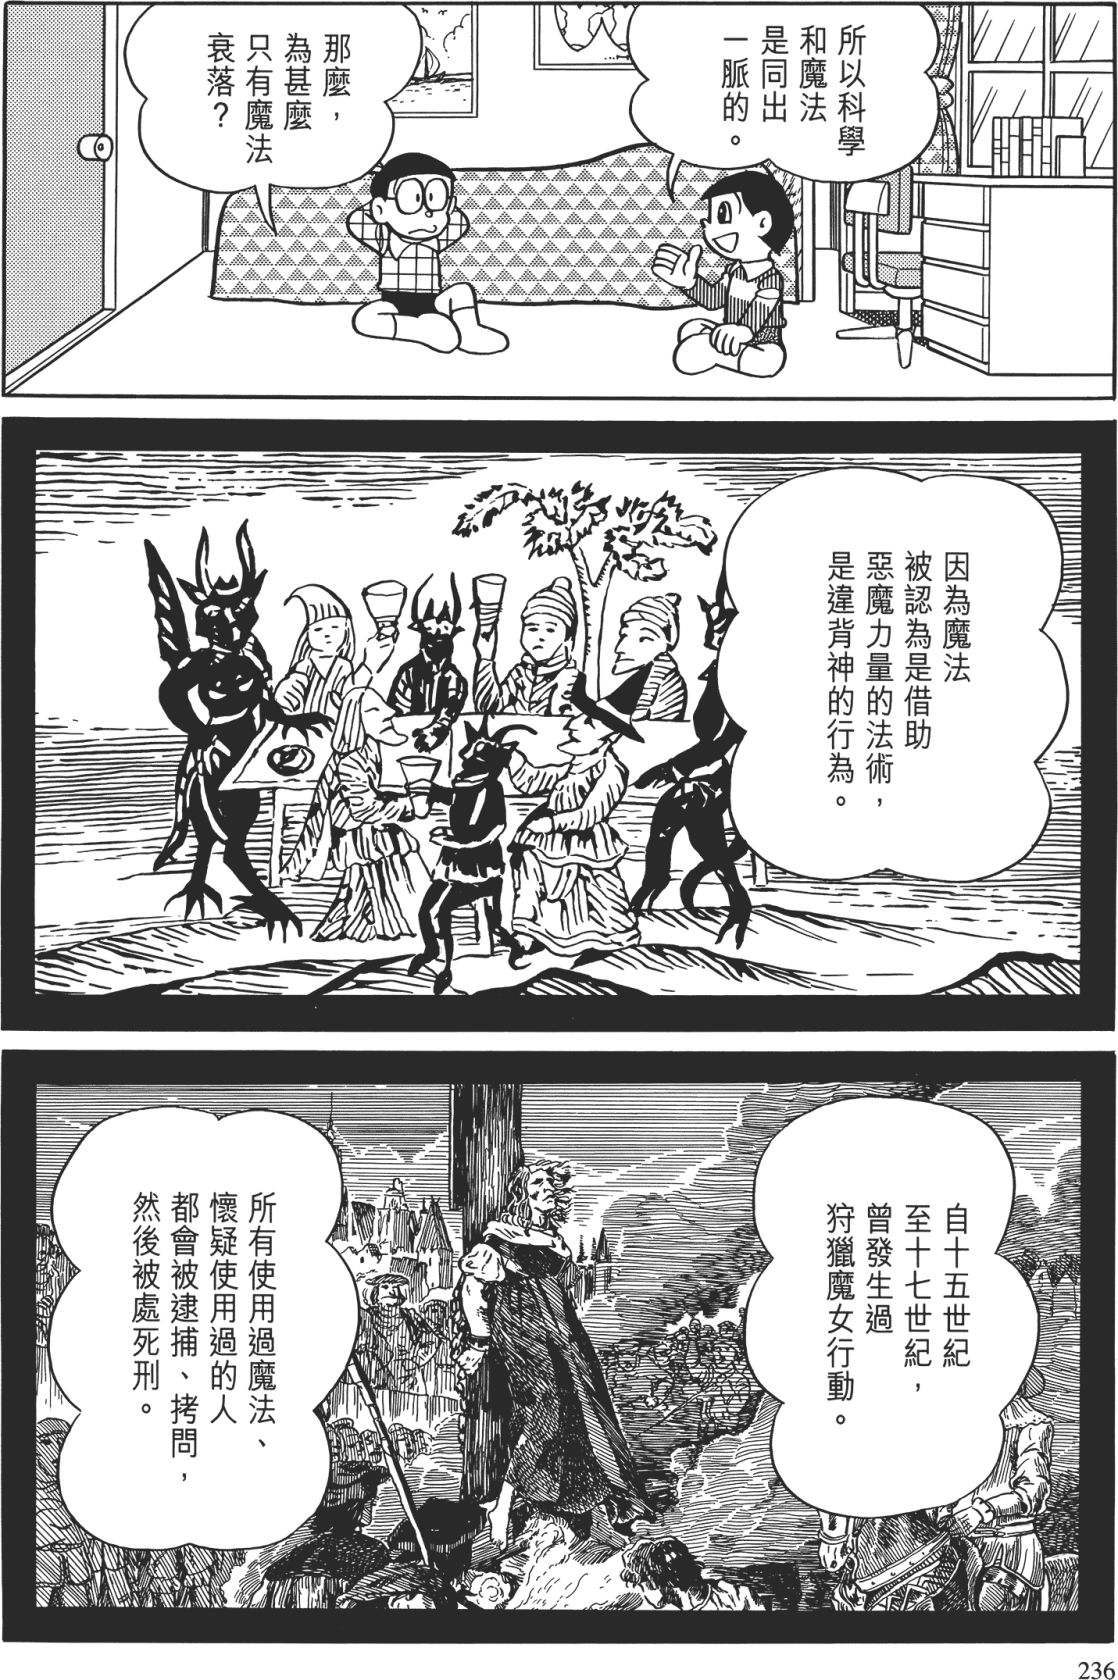 所以科學
和魔法
是同出
一脈的。
那麼，
為甚麼
只有魔法
衰落？
因為魔法
被認為是借助
惡魔力量的法術，
是違背神的行為。
自十五世紀
至十七世紀，
曾發生過
狩獵魔女行動。
所有使用過魔法、
懷疑使用過的人
都會被逮捕、拷問，
然後被處死刑。
236